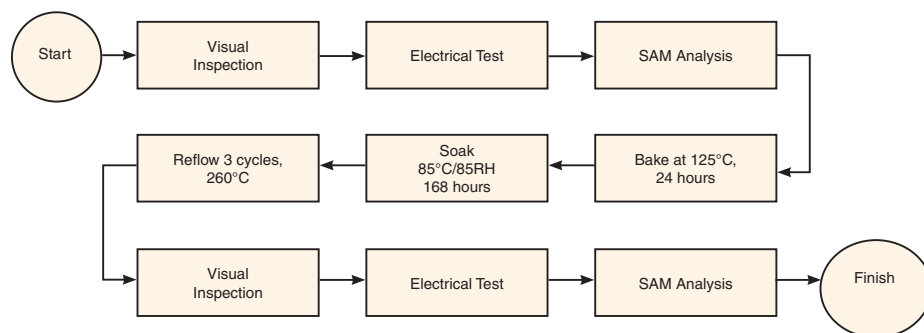 Start
Visual
Inspection
Electrical Test
SAM Analysis
Bake at 125°C,
24 hours
Soak
85°C/85RH
168 hours
Reflow 3 cycles,
260°C
Visual
Inspection
Electrical Test
SAM Analysis
Finish